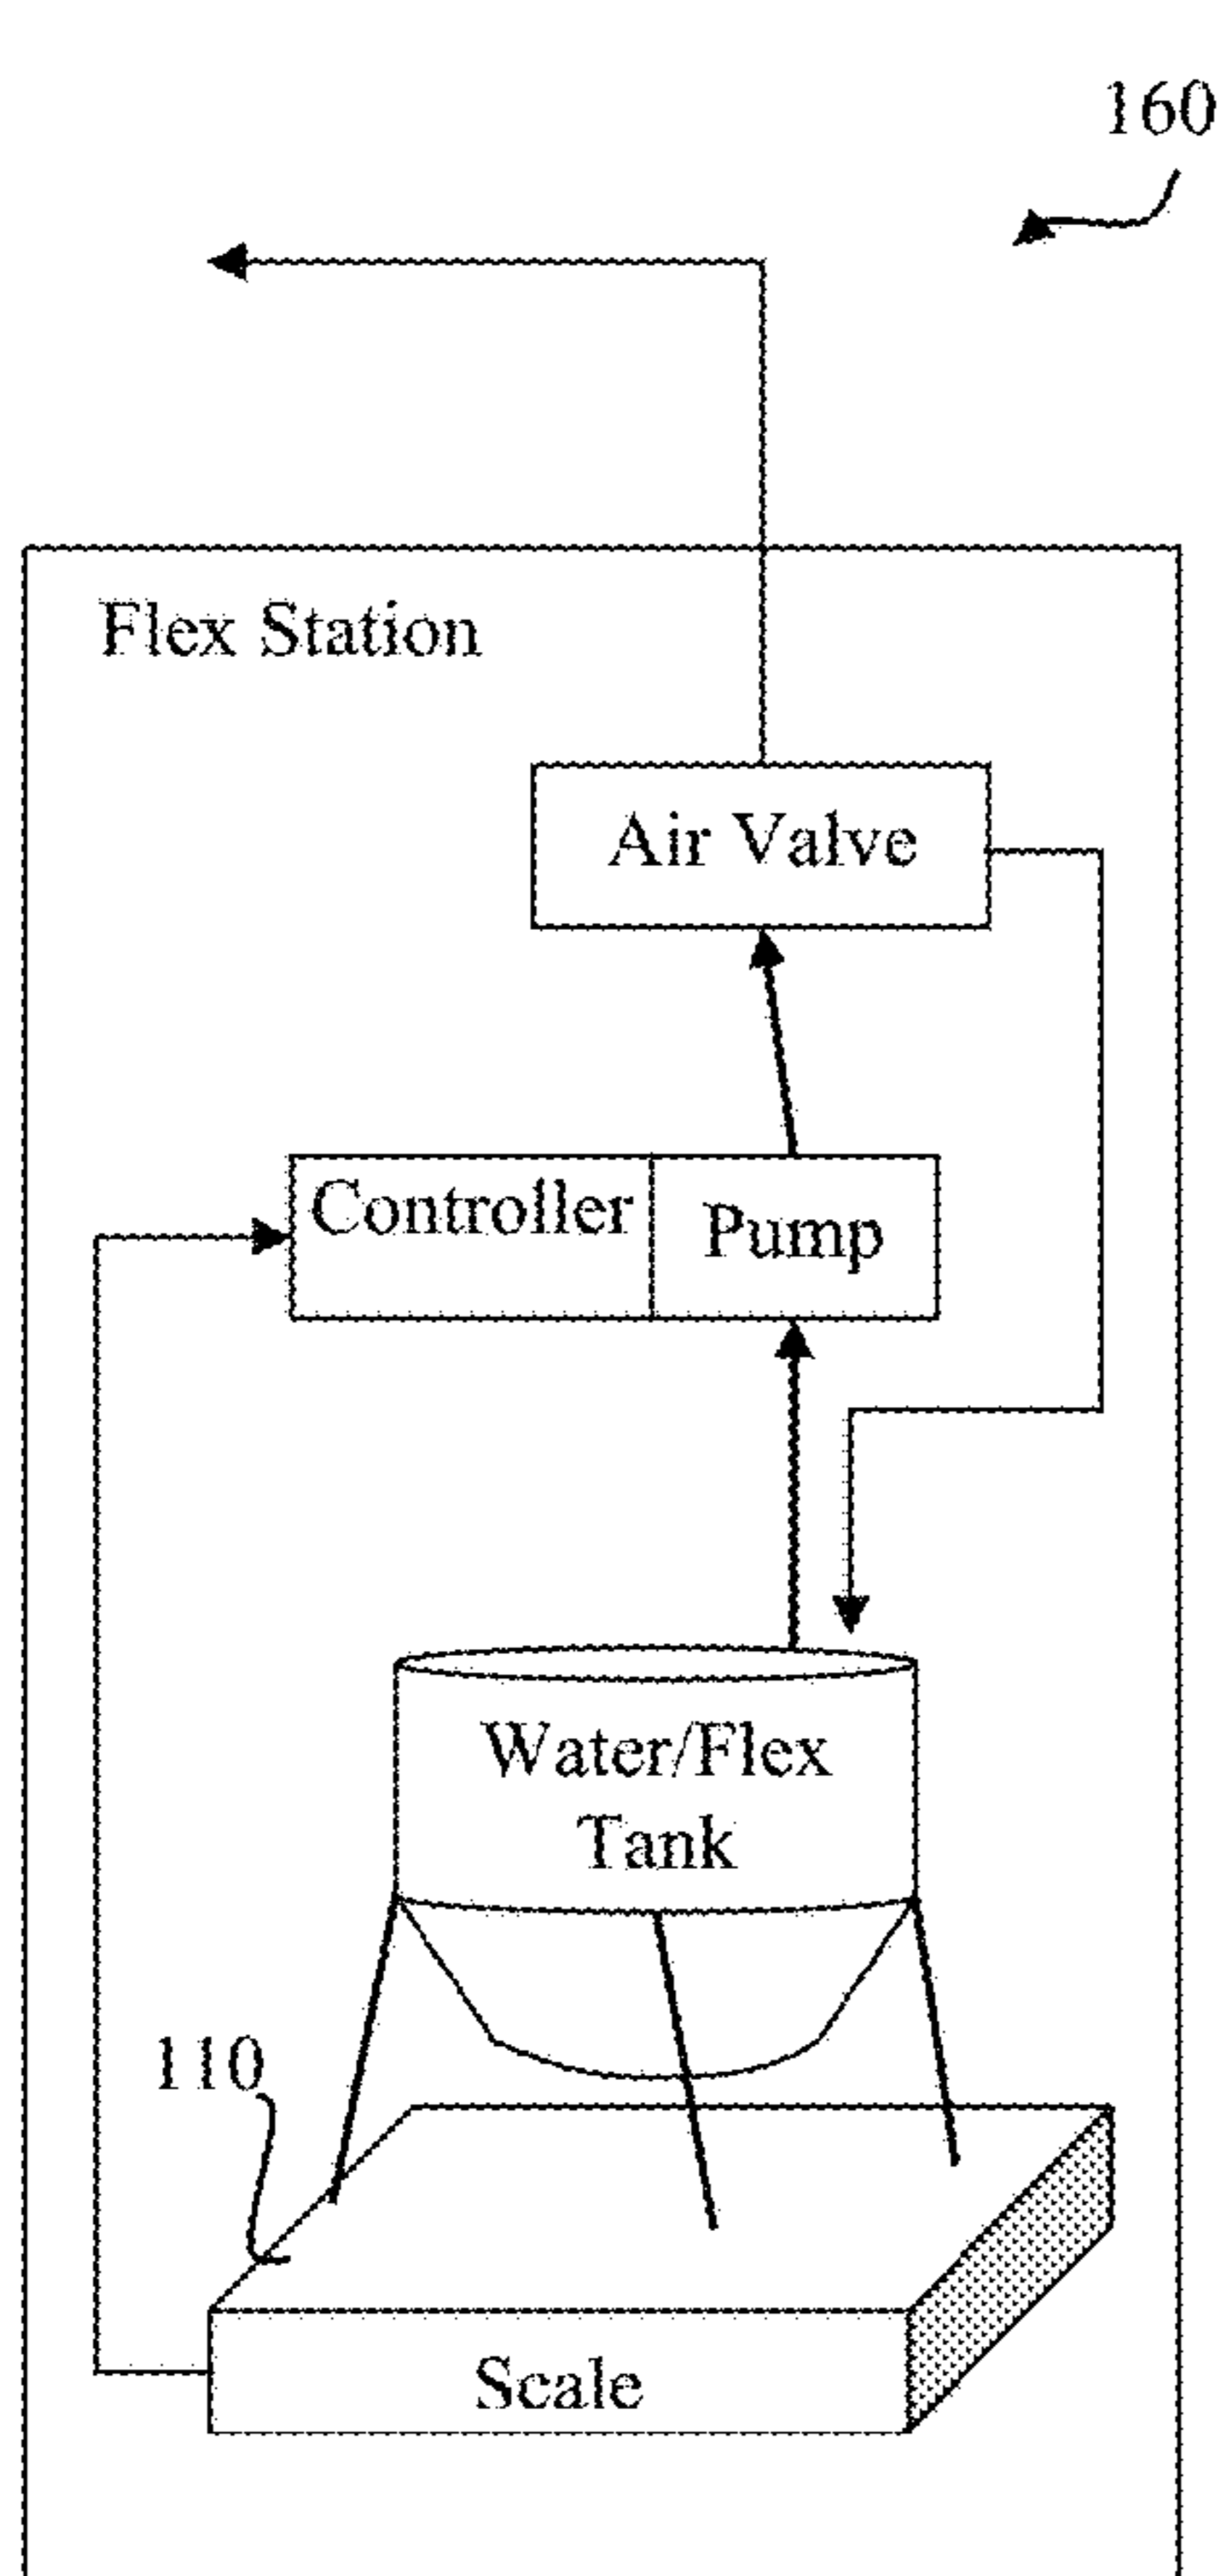 160
Flex Station
Air Valve
Controller
Pump
Water/Flex
Tank
110
Scale